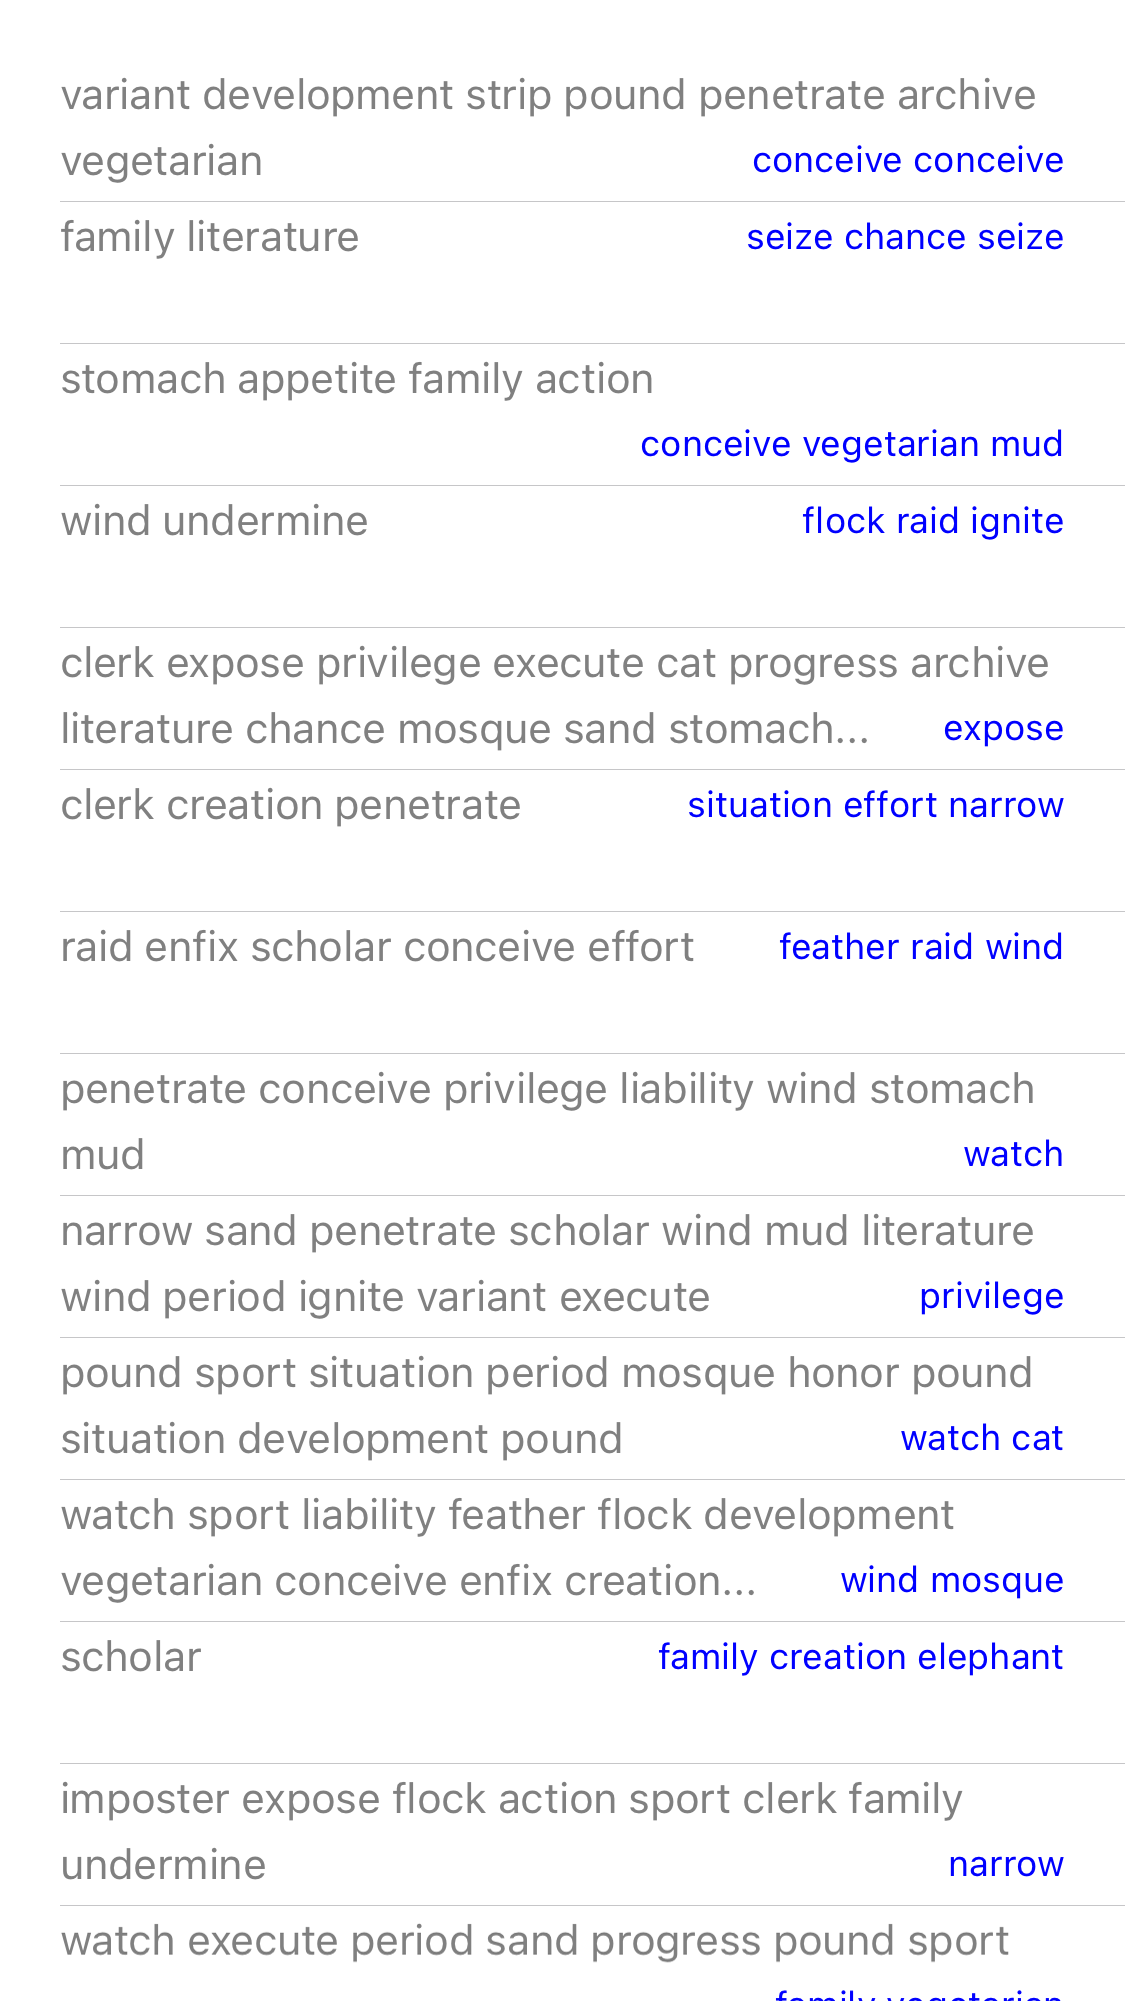 variant development strip pound penetrate archive
vegetarian conceive conceive
family literature seize chance seize
stomach appetite family action
conceive vegetarian mud
wind undermine flock raid ignite
clerk expose privilege execute cat progress archive
literature chance mosque sand stomach... expose
clerk creation penetrate situation effort narrow
raid enfix scholar conceive effort feather raid wind
penetrate conceive privilege liability wind stomach
mud watch
narrow sand penetrate scholar wind mud literature
wind period ignite variant execute privilege
pound sport situation period mosque honor pound
situation development pound watch cat
watch sport liability feather flock development
vegetarian conceive enfix creation... wind mosque
scholar family creation elephant
imposter expose flock action sport clerk family
undermine narrow
watch execute period sand progress pound sport
family vegetarian